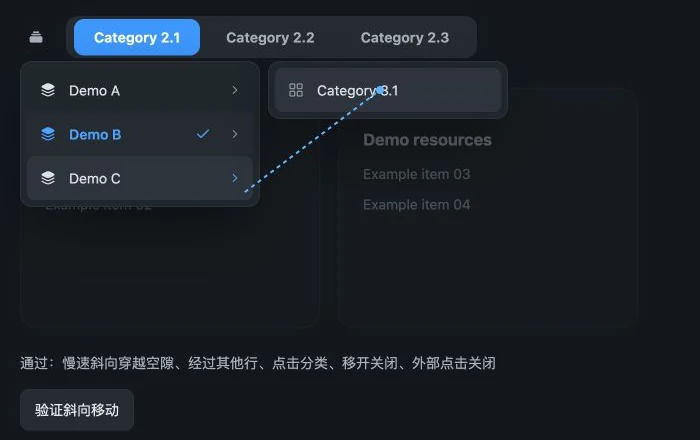 Category 2.1 Category 2.2 Category 2.3
Demo A
Category 3.1
Demo B
Demo C
Demo resources
Example item 03
Example item 02
Example item 04
通过：慢速斜向穿越空隙、经过其他行、点击分类、移开关闭、外部点击关闭
验证斜向移动